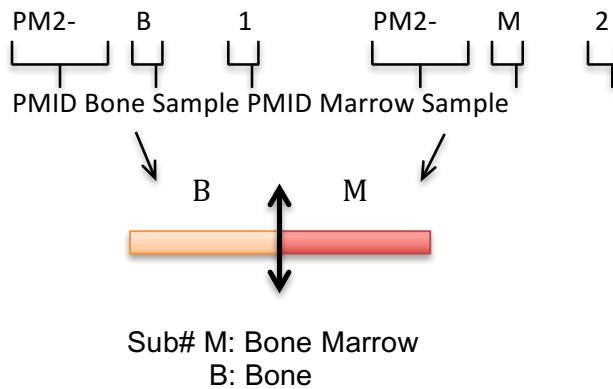 PM2- B 1 PM2- M 2
PMID Bone Sample PMID Marrow Sample
B M
Sub# M: Bone Marrow
B: Bone